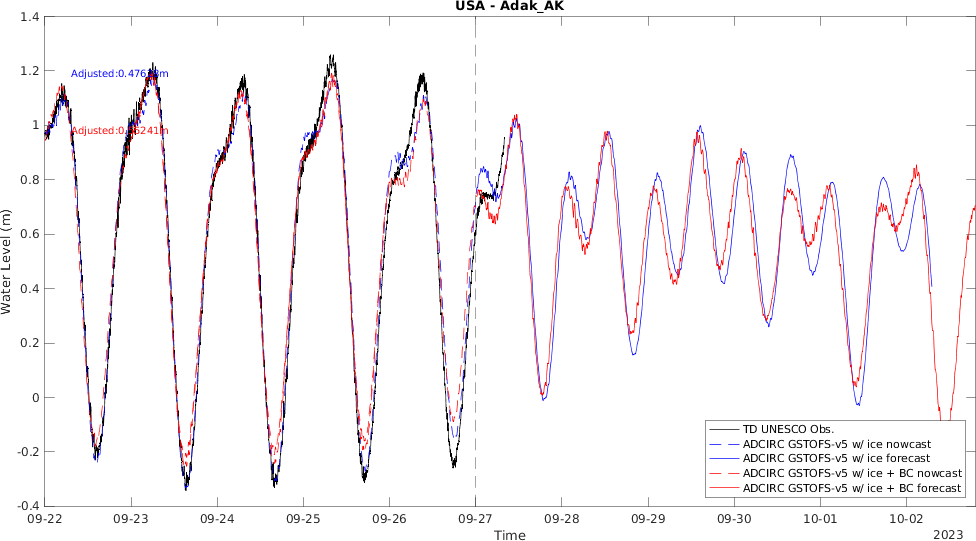 USA - Adak_AK
1.4
1.2
1
0.8
0.6
0.4
0.2
0
-0.2
-0.4
Water Level (m)
Adjusted:
Adjusted:
TD UNESCO Obs.
ADCIRC GSTOFS-v5 w/ ice nowcast
ADCIRC GSTOFS-v5 w/ ice forecast
ADCIRC GSTOFS-v5 w/ ice + BC nowcast
ADCIRC GSTOFS-v5 w/ ice + BC forecast
09-22 09-23 09-24 09-25 09-26 09-27 09-28 09-29 09-30 10-01 10-02
Time
2023